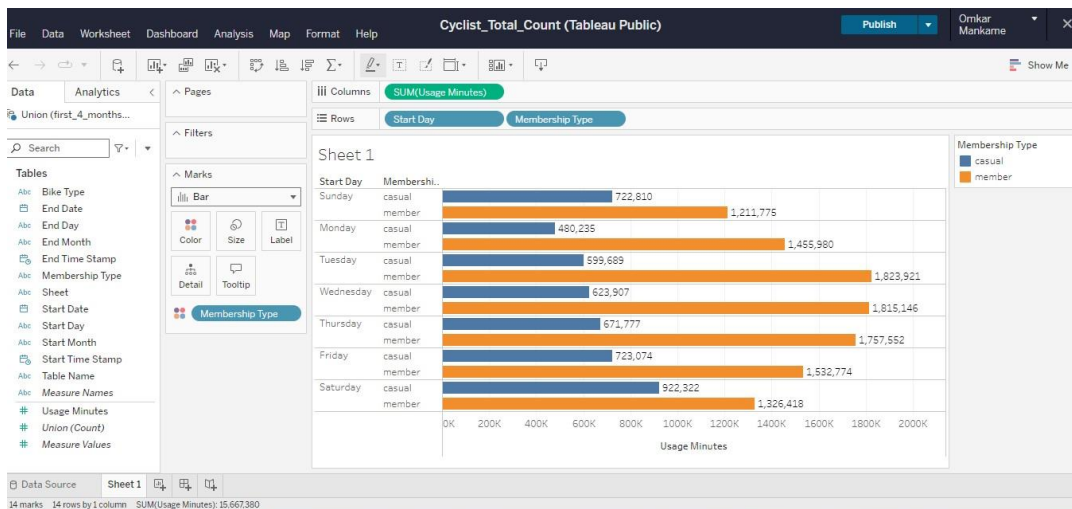 Cyclist_Total_Count (Tableau Public)
Publish
Omkar
Mankame
File Data Worksheet Dashboard Analysis Map Format Help
Show Me
Data Analytics
Union (first_4_months...
Search
Tables
Abc Bike Type
End Date
Abc End Day
Abc End Month
End Time Stamp
Abc Membership Type
Abc Sheet
Start Date
Abc Start Day
Abc Start Month
Start Time Stamp
Abc Table Name
Abc Measure Names
# Usage Minutes
# Union (Count)
# Measure Values
Pages
Filters
Marks
Bar
Color Size Label
Detail Tooltip
Membership Type
iii Columns SUM(Usage Minutes)
Rows Start Day Membership Type
Sheet 1
Start Day Membershi..
Sunday casual 722,810
member 1,211,775
Monday casual 480,235
member 1,455,980
Tuesday casual 599,689
member 1,823,921
Wednesday casual 623,907
member 1,815,146
Thursday casual 671,777
member 1,757,552
Friday casual 723,074
member 1,532,774
Saturday casual 922,322
member 1,326,418
0K 200K 400K 600K 800K 1000K 1200K 1400K 1600K 1800K 2000K
Usage Minutes
Membership Type
casual
member
Data Source Sheet 1
14 marks 14 rows by 1 column SUM(Usage Minutes): 15,667,380